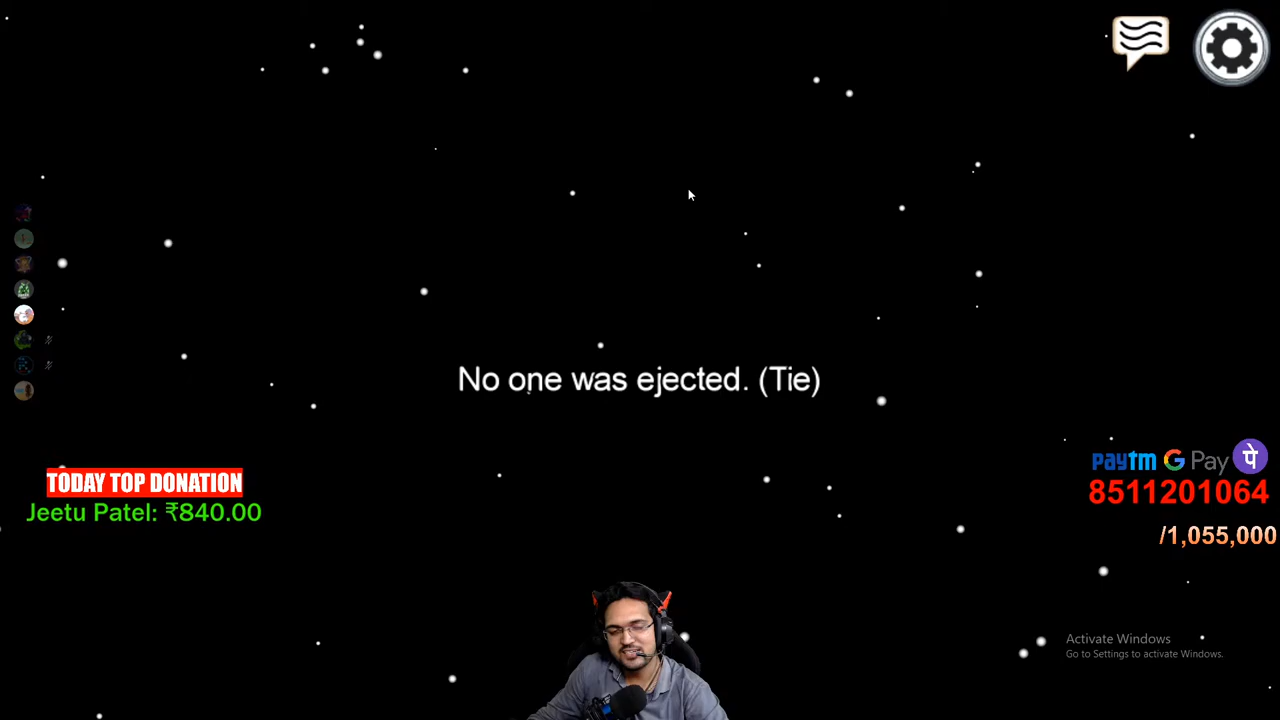 No one was ejected. (Tie)
TODAY TOP DONATION
Jeetu Patel: ₹840.00
paytm G Pay पे
8511201064
/1,055,000
Activate Windows
Go to Settings to activate Windows.